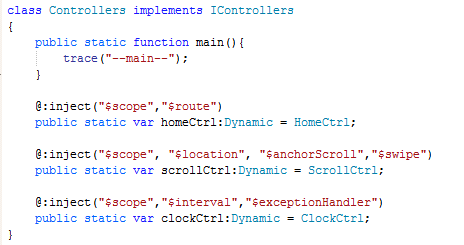 class Controllers implements IControllers
{
    public static function main(){
        trace("--main--");
    }
    @:inject("$scope","$route")
    public static var homeCtrl:Dynamic = HomeCtrl;
    @:inject("$scope", "$location", "$anchorScroll","$swipe")
    public static var scrollCtrl:Dynamic = ScrollCtrl;
    @:inject("$scope","$interval","$exceptionHandler")
    public static var clockCtrl:Dynamic = ClockCtrl;
}